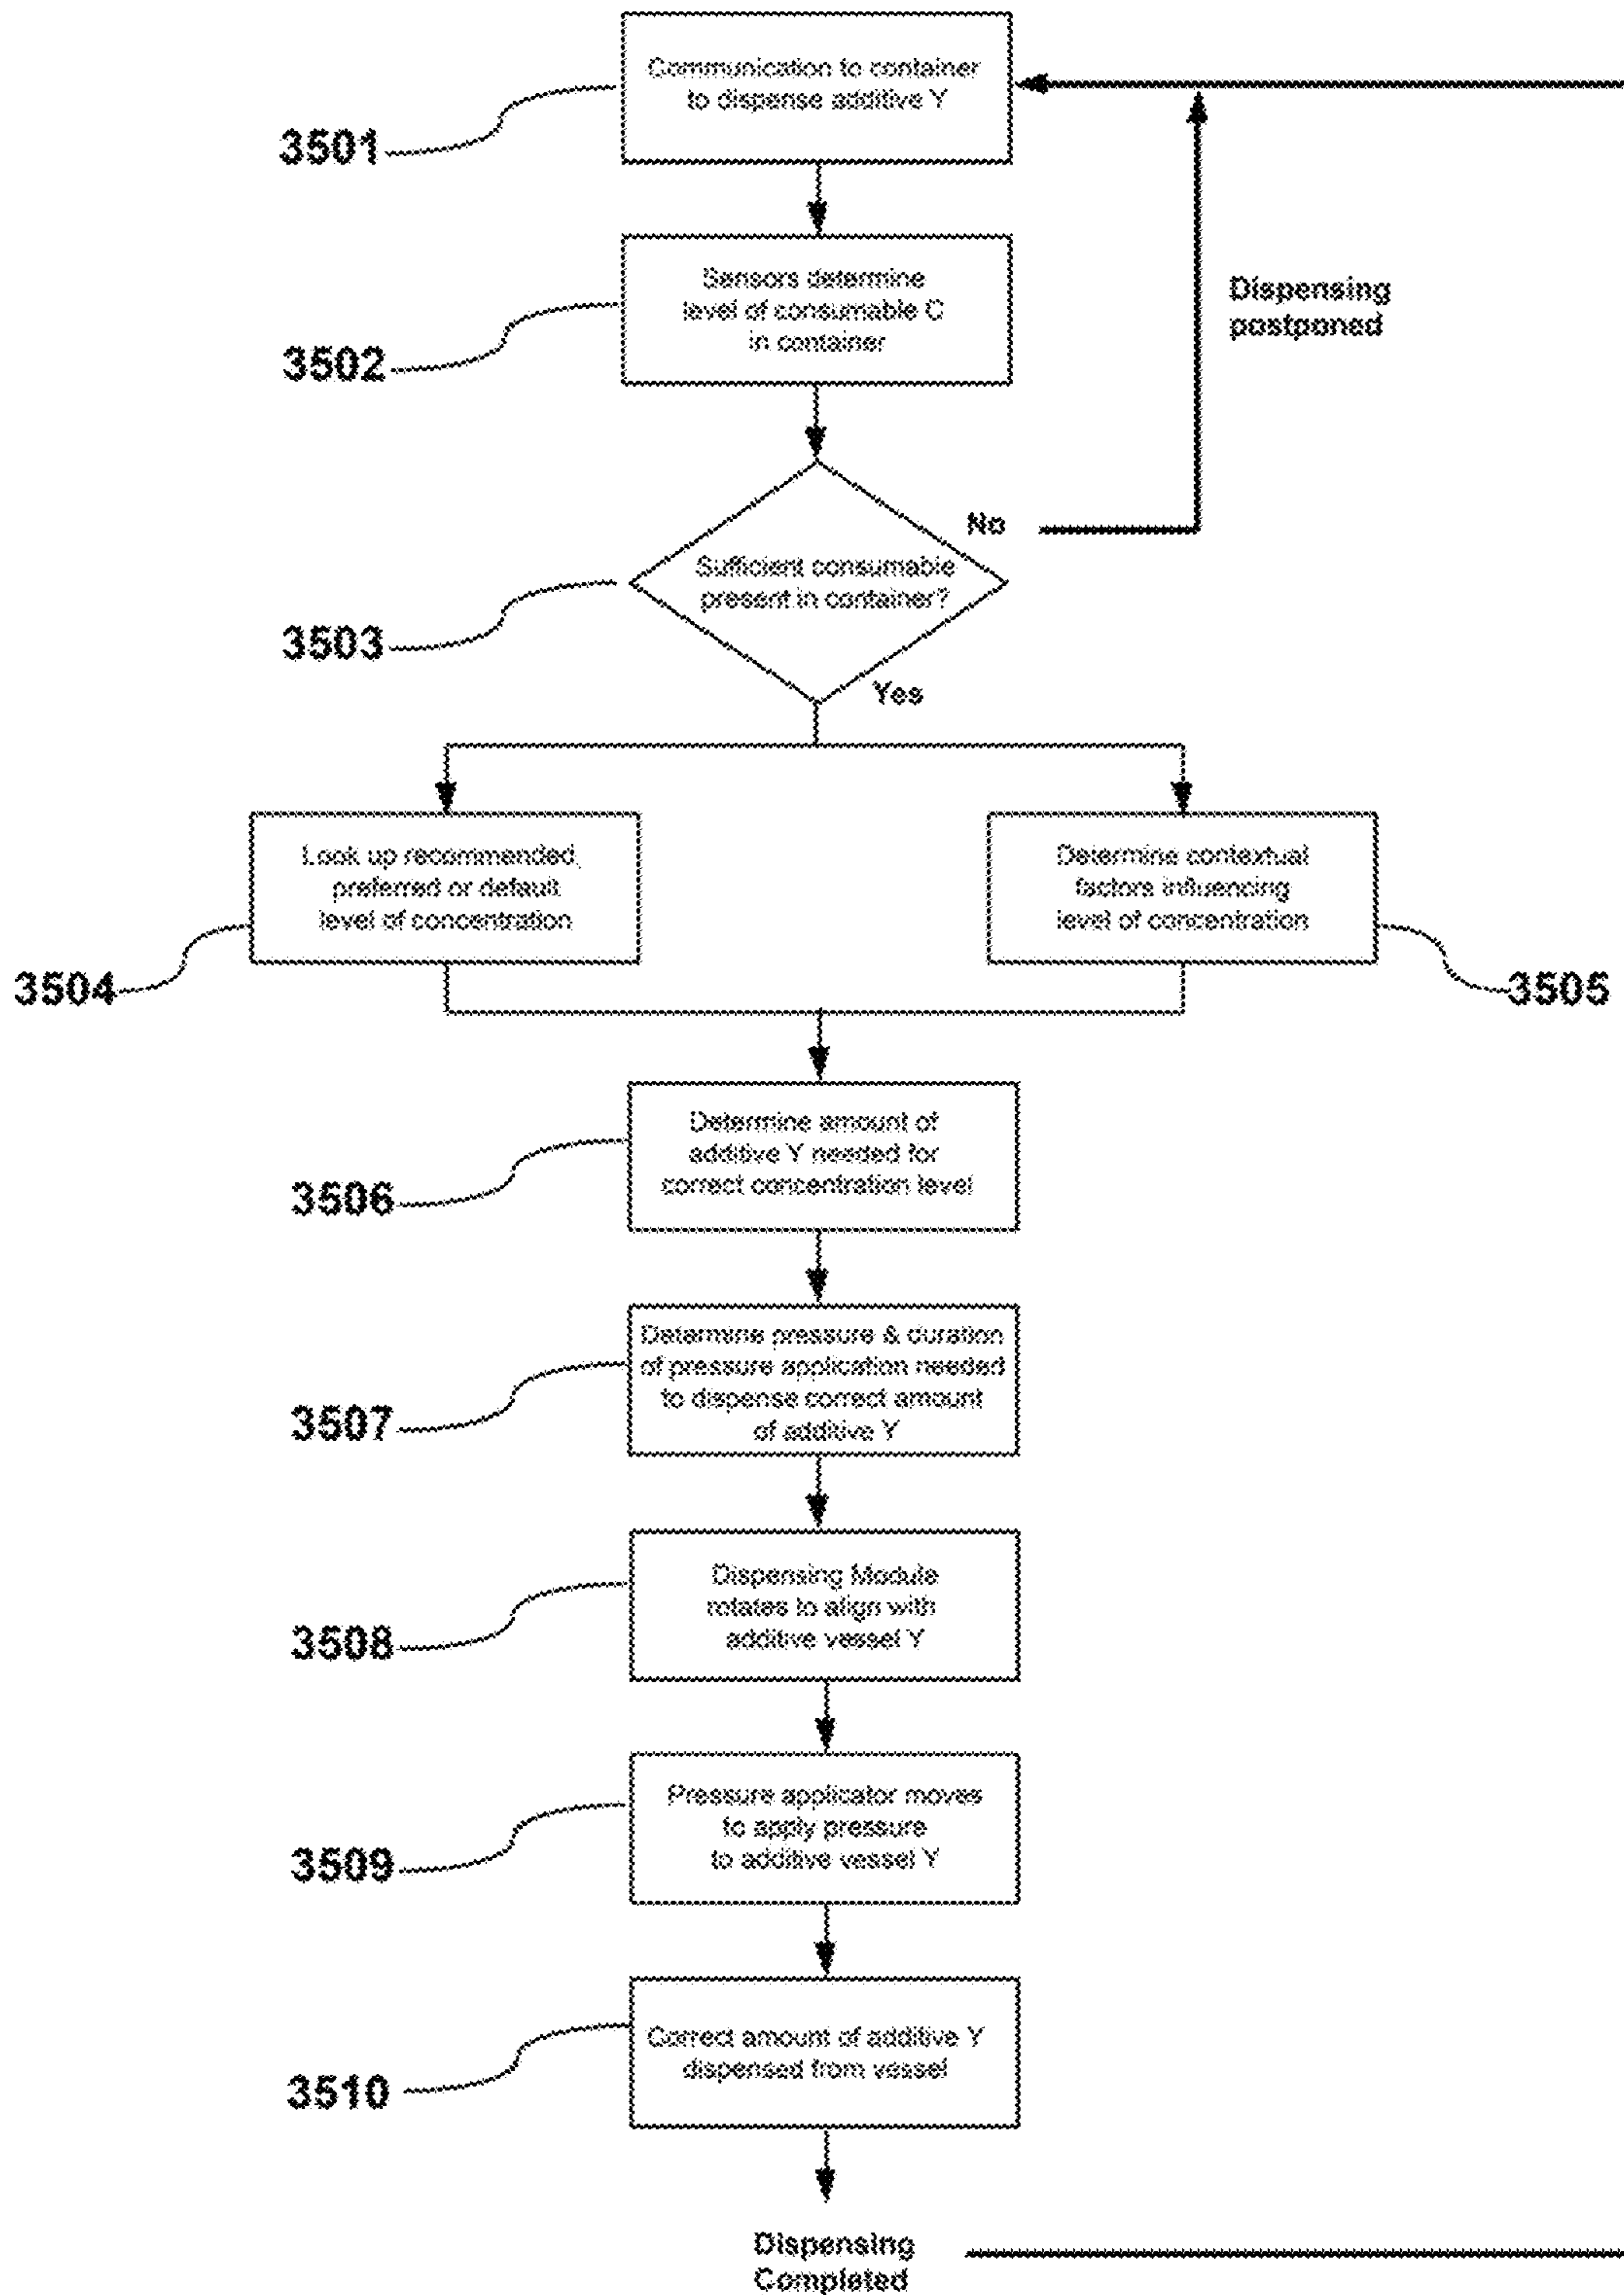 Communication to container
to dispense additive Y
3501
Sensors determine
level of consumable C
in container
3502
Dispensing
postponed
No
Sufficient consumable
present in container?
3503
Yes
Look up recommended,
preferred or default
level of concentration
3504
Determine contextual
factors influencing
level of concentration
3505
Determine amount of
additive Y needed for
correct concentration level
3506
Determine pressure & duration
of pressure application needed
to dispense correct amount
of additive Y
3507
Dispensing Module
rotates to align with
additive vessel Y
3508
Pressure applicator moves
to apply pressure
to additive vessel Y
3509
Correct amount of additive Y
dispensed from vessel
3510
Dispensing
Completed